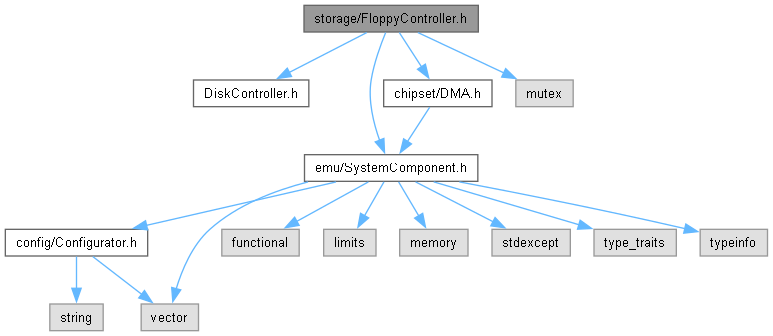 storage/FloppyController.h
DiskController.h
chipset/DMA.h
mutex
emu/SystemComponent.h
config/Configurator.h
functional
limits
memory
stdexcept
type_traits
typeinfo
string
vector